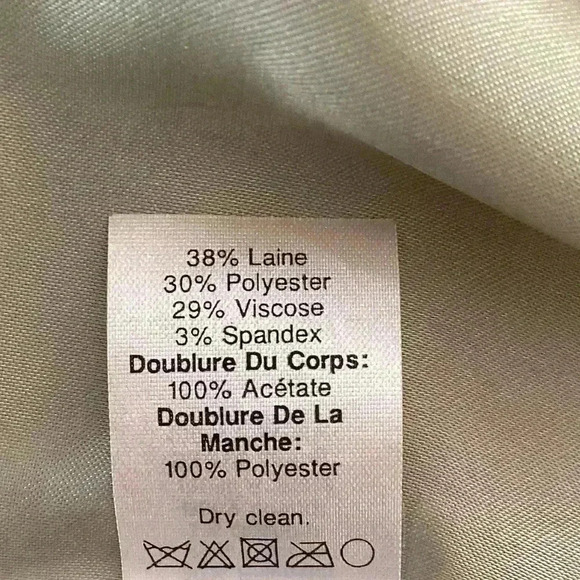 38% Laine
30% Polyester
29% Viscose
3% Spandex
Doublure Du Corps:
100% Acétate
Doublure De La
Manche:
100% Polyester
Dry clean.